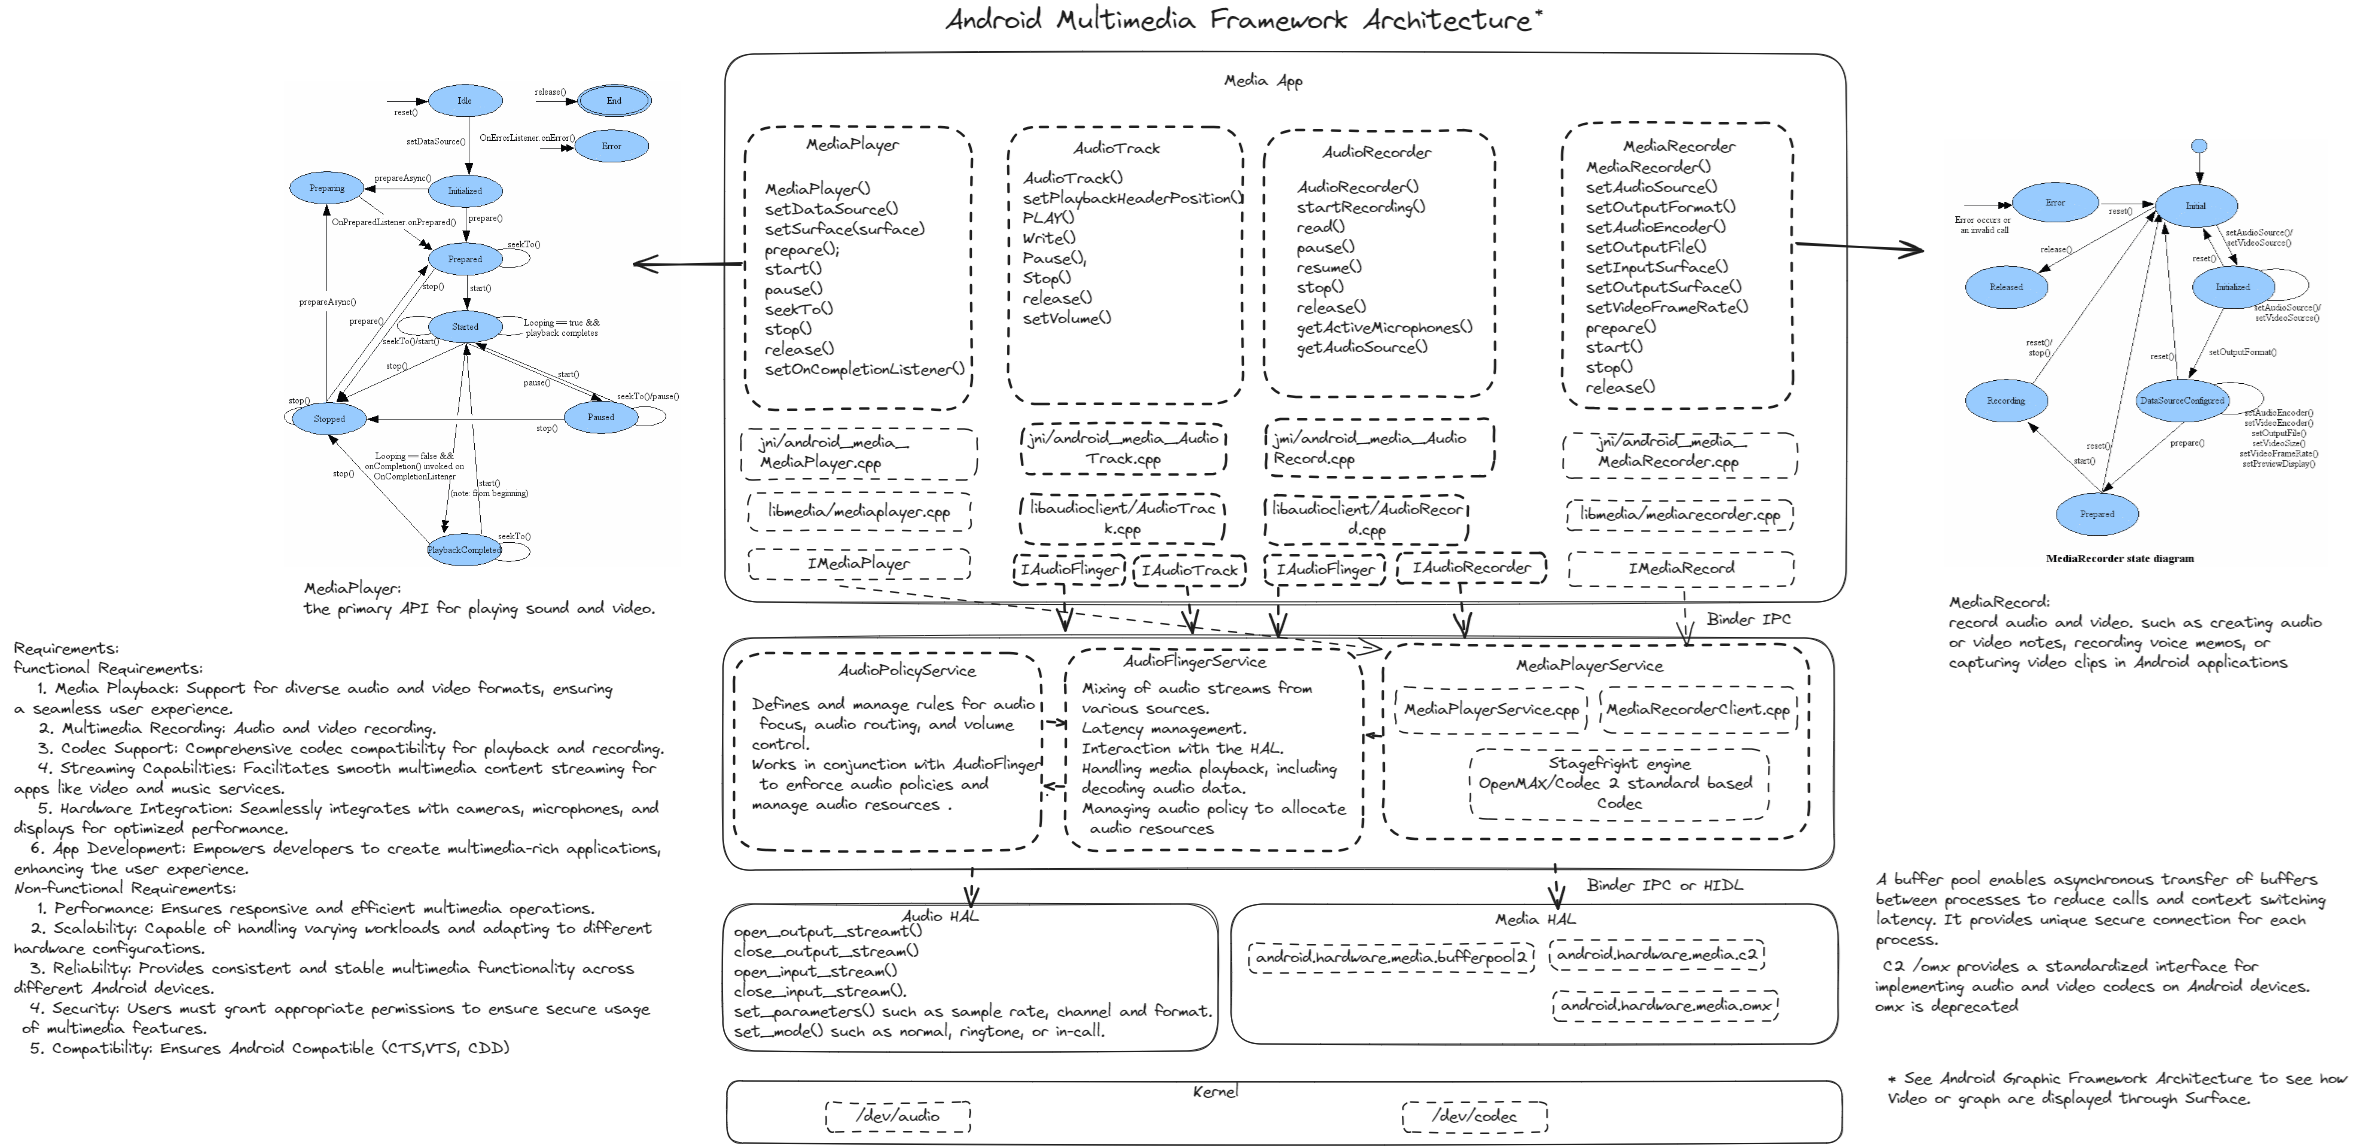 Android Multimedia Framework Architecture*
Idle
release()
End
reset()
setDataSource()
OnErrorListener.onError()
Error
Preparing
prepareAsync()
Initialized
OnPreparedListener.onPrepared()
prepare()
seekTo()
Prepared
stop()
start()
prepareAsync()
prepare()
Started
Looping == true &&
playback completes
seekTo()/start()
stop()
start()
pause()
seekTo()/pause()
stop()
Stopped
Paused
stop()
Looping == false &&
onCompletion() invoked on
OnCompletionListener
stop()
start()
(note: from beginning)
seekTo()
PlaybackCompleted
MediaPlayer:
the primary API for playing sound and video.
Requirements:
functional Requirements:
1. Media Playback: Support for diverse audio and video formats, ensuring
a seamless user experience.
2. Multimedia Recording: Audio and video recording.
3. Codec Support: Comprehensive codec compatibility for playback and recording.
4. Streaming Capabilities: Facilitates smooth multimedia content streaming for
apps like video and music services.
5. Hardware Integration: Seamlessly integrates with cameras, microphones, and
displays for optimized performance.
6. App Development: Empowers developers to create multimedia-rich applications,
enhancing the user experience.
Non-functional Requirements:
1. Performance: Ensures responsive and efficient multimedia operations.
2. Scalability: Capable of handling varying workloads and adapting to different
hardware configurations.
3. Reliability: Provides consistent and stable multimedia functionality across
different Android devices.
4. Security: Users must grant appropriate permissions to ensure secure usage
of multimedia features.
5. Compatibility: Ensures Android Compatible (CTS,VTS, CDD)
Media App
MediaPlayer
MediaPlayer()
setDataSource()
setSurface(surface)
prepare();
start()
pause()
seekTo()
stop()
release()
setOnCompletionListener()
jni/android_media_
MediaPlayer.cpp
libmedia/mediaplayer.cpp
IMediaPlayer
AudioTrack
AudioTrack()
setPlaybackHeaderPosition()
PLAY()
Write()
Pause(),
Stop()
release()
setVolume()
jni/android_media_Audio
Track.cpp
libaudioclient/AudioTrac
k.cpp
IAudioFlinger
IAudioTrack
AudioRecorder
AudioRecorder()
startRecording()
read()
pause()
resume()
stop()
release()
getActiveMicrophones()
getAudioSource()
jmi/android_media_Audio
Record.cpp
libaudioclient/AudioRecor
d.cpp
IAudioFlinger
IAudioRecorder
MediaRecorder
MediaRecorder()
setAudioSource()
setOutputFormat()
setAudioEncoder()
setOutputFile()
setInputSurface()
setOutputSurface()
setVideoFrameRate()
prepare()
start()
stop()
release()
jni/android_media_
MediaRecorder.cpp
libmedia/mediarecorder.cpp
IMediaRecord
Binder IPC
AudioPolicyService
Defines and manage rules for audio
focus, audio routing, and volume
control.
Works in conjunction with AudioFlinger
to enforce audio policies and
manage audio resources .
AudioFlingerService
Mixing of audio streams from
various sources.
Latency management.
Interaction with the HAL.
Handling media playback, including
decoding audio data.
Managing audio policy to allocate
audio resources
MediaPlayerService
MediaPlayerService.cpp
MediaRecorderClient.cpp
Stagefright engine
OpenMAX/Codec 2 standard based
Codec
Binder IPC or HIDL
Audio HAL
open_output_streamt()
close_output_stream()
open_input_stream()
close_input_stream().
set_parameters() such as sample rate, channel and format.
set_mode() such as normal, ringtone, or in-call.
Media HAL
android.hardware.media.bufferpool2
android.hardware.media.c2
android.hardware.media.omx
Kernel
/dev/audio
/dev/codec
Error
reset()
Initial
Error occurs or
an invalid call
setAudioSource()/
setVideoSource()
release()
reset()
Released
Initialized
setAudioSource()/
setVideoSource()
reset()/
stop()
reset()
setOutputFormat()
Recording
DataSourceConfigured
setAudioEncoder()
setVideoEncoder()
setOutputFile()
setVideoSize()
setVideoFrameRate()
setPreviewDisplay()
reset()
prepare()
start()
Prepared
MediaRecorder state diagram
MediaRecord:
record audio and video. such as creating audio
or video notes, recording voice memos, or
capturing video clips in Android applications
A buffer pool enables asynchronous transfer of buffers
between processes to reduce calls and context switching
latency. It provides unique secure connection for each
process.
C2 /omx provides a standardized interface for
implementing audio and video codecs on Android devices.
omx is deprecated
* See Android Graphic Framework Architecture to see how
Video or graph are displayed through Surface.